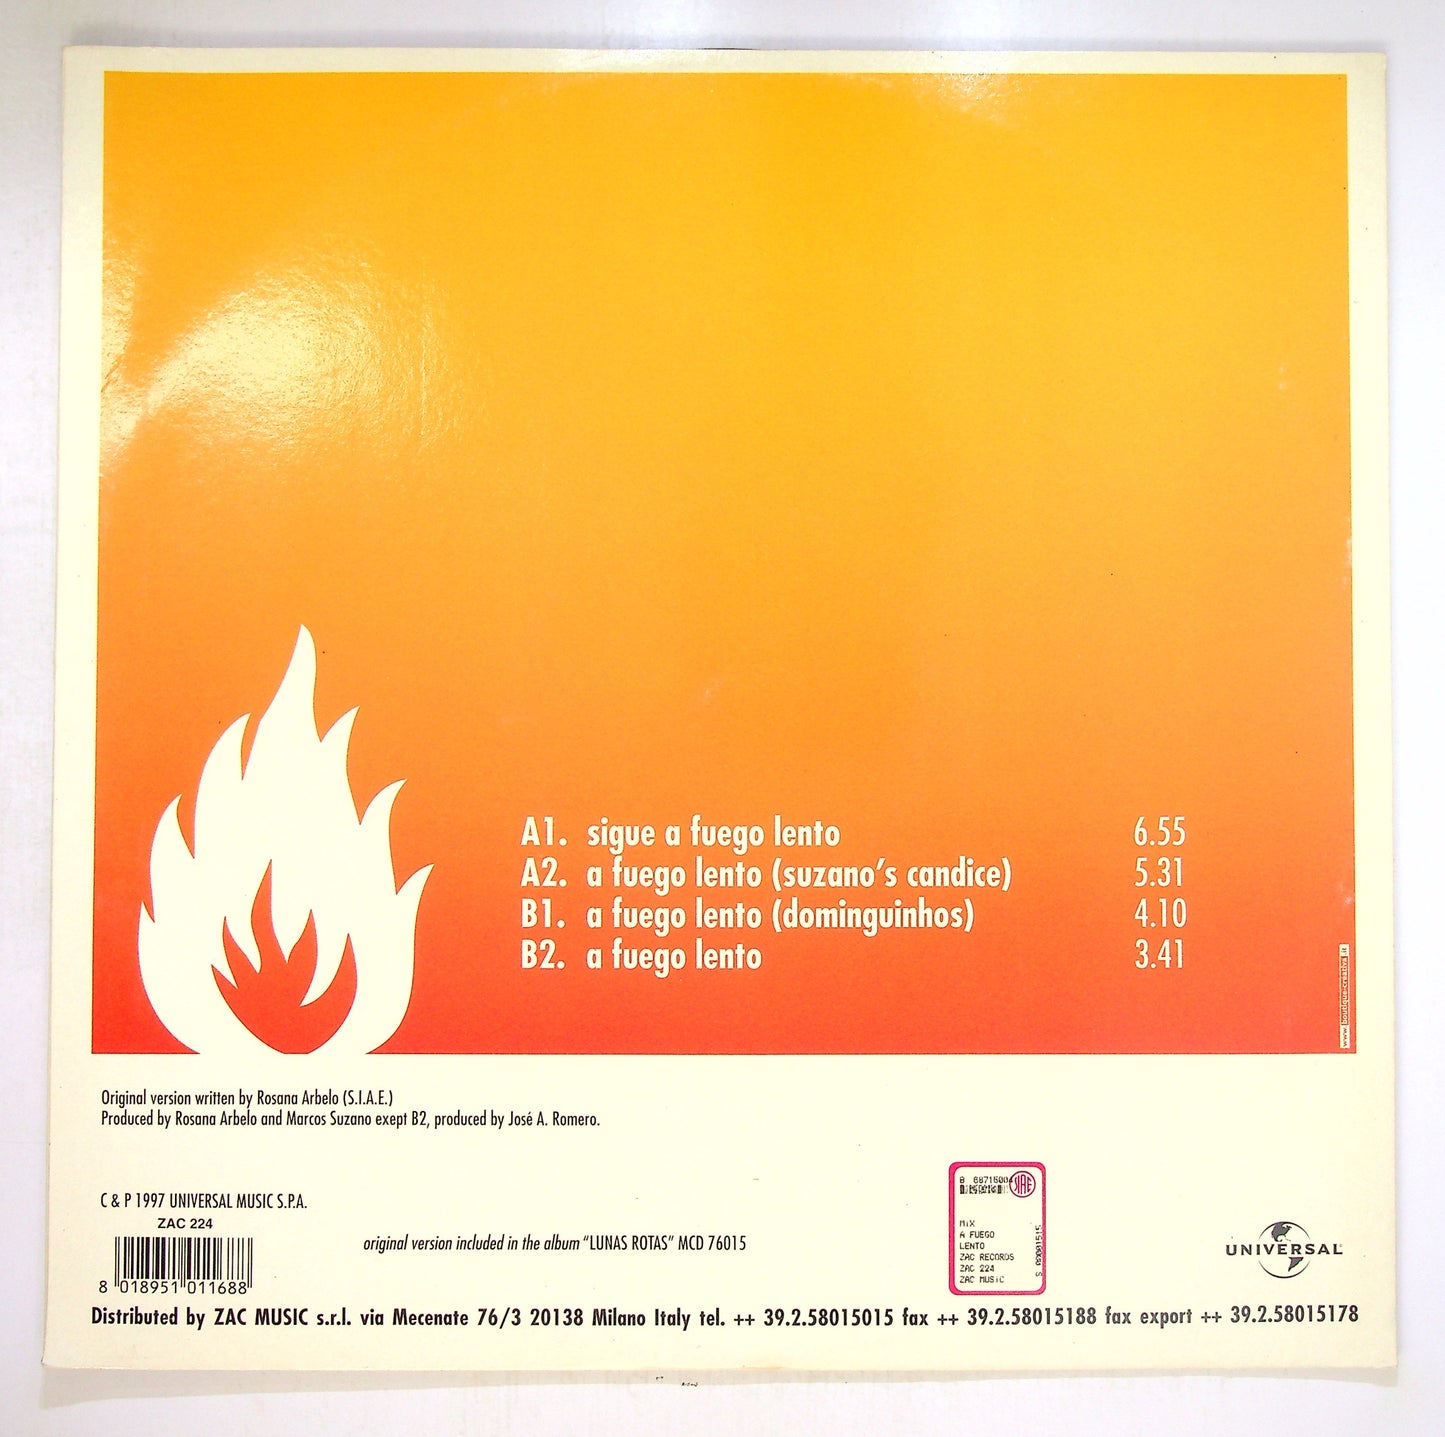 A1. sigue a fuego lento 6.55
A2. a fuego lento (suzano's candice) 5.31
B1. a fuego lento (dominguinhos) 4.10
B2. a fuego lento 3.41
www.boutique-creativa.it
Original version written by Rosana Arbelo (S.I.A.E.)
Produced by Rosana Arbelo and Marcos Suzano exept B2, produced by José A. Romero.
C & P 1997 UNIVERSAL MUSIC S.P.A.
ZAC 224
8 018951 011688
original version included in the album "LUNAS ROTAS" MCD 76015
SIAE
MIX
A FUEGO
LENTO
ZAC RECORDS
ZAC 224
ZAC MUSIC
UNIVERSAL
Distributed by ZAC MUSIC s.r.l. via Mecenate 76/3 20138 Milano Italy tel. ++ 39.2.58015015 fax ++ 39.2.58015188 fax export ++ 39.2.58015178